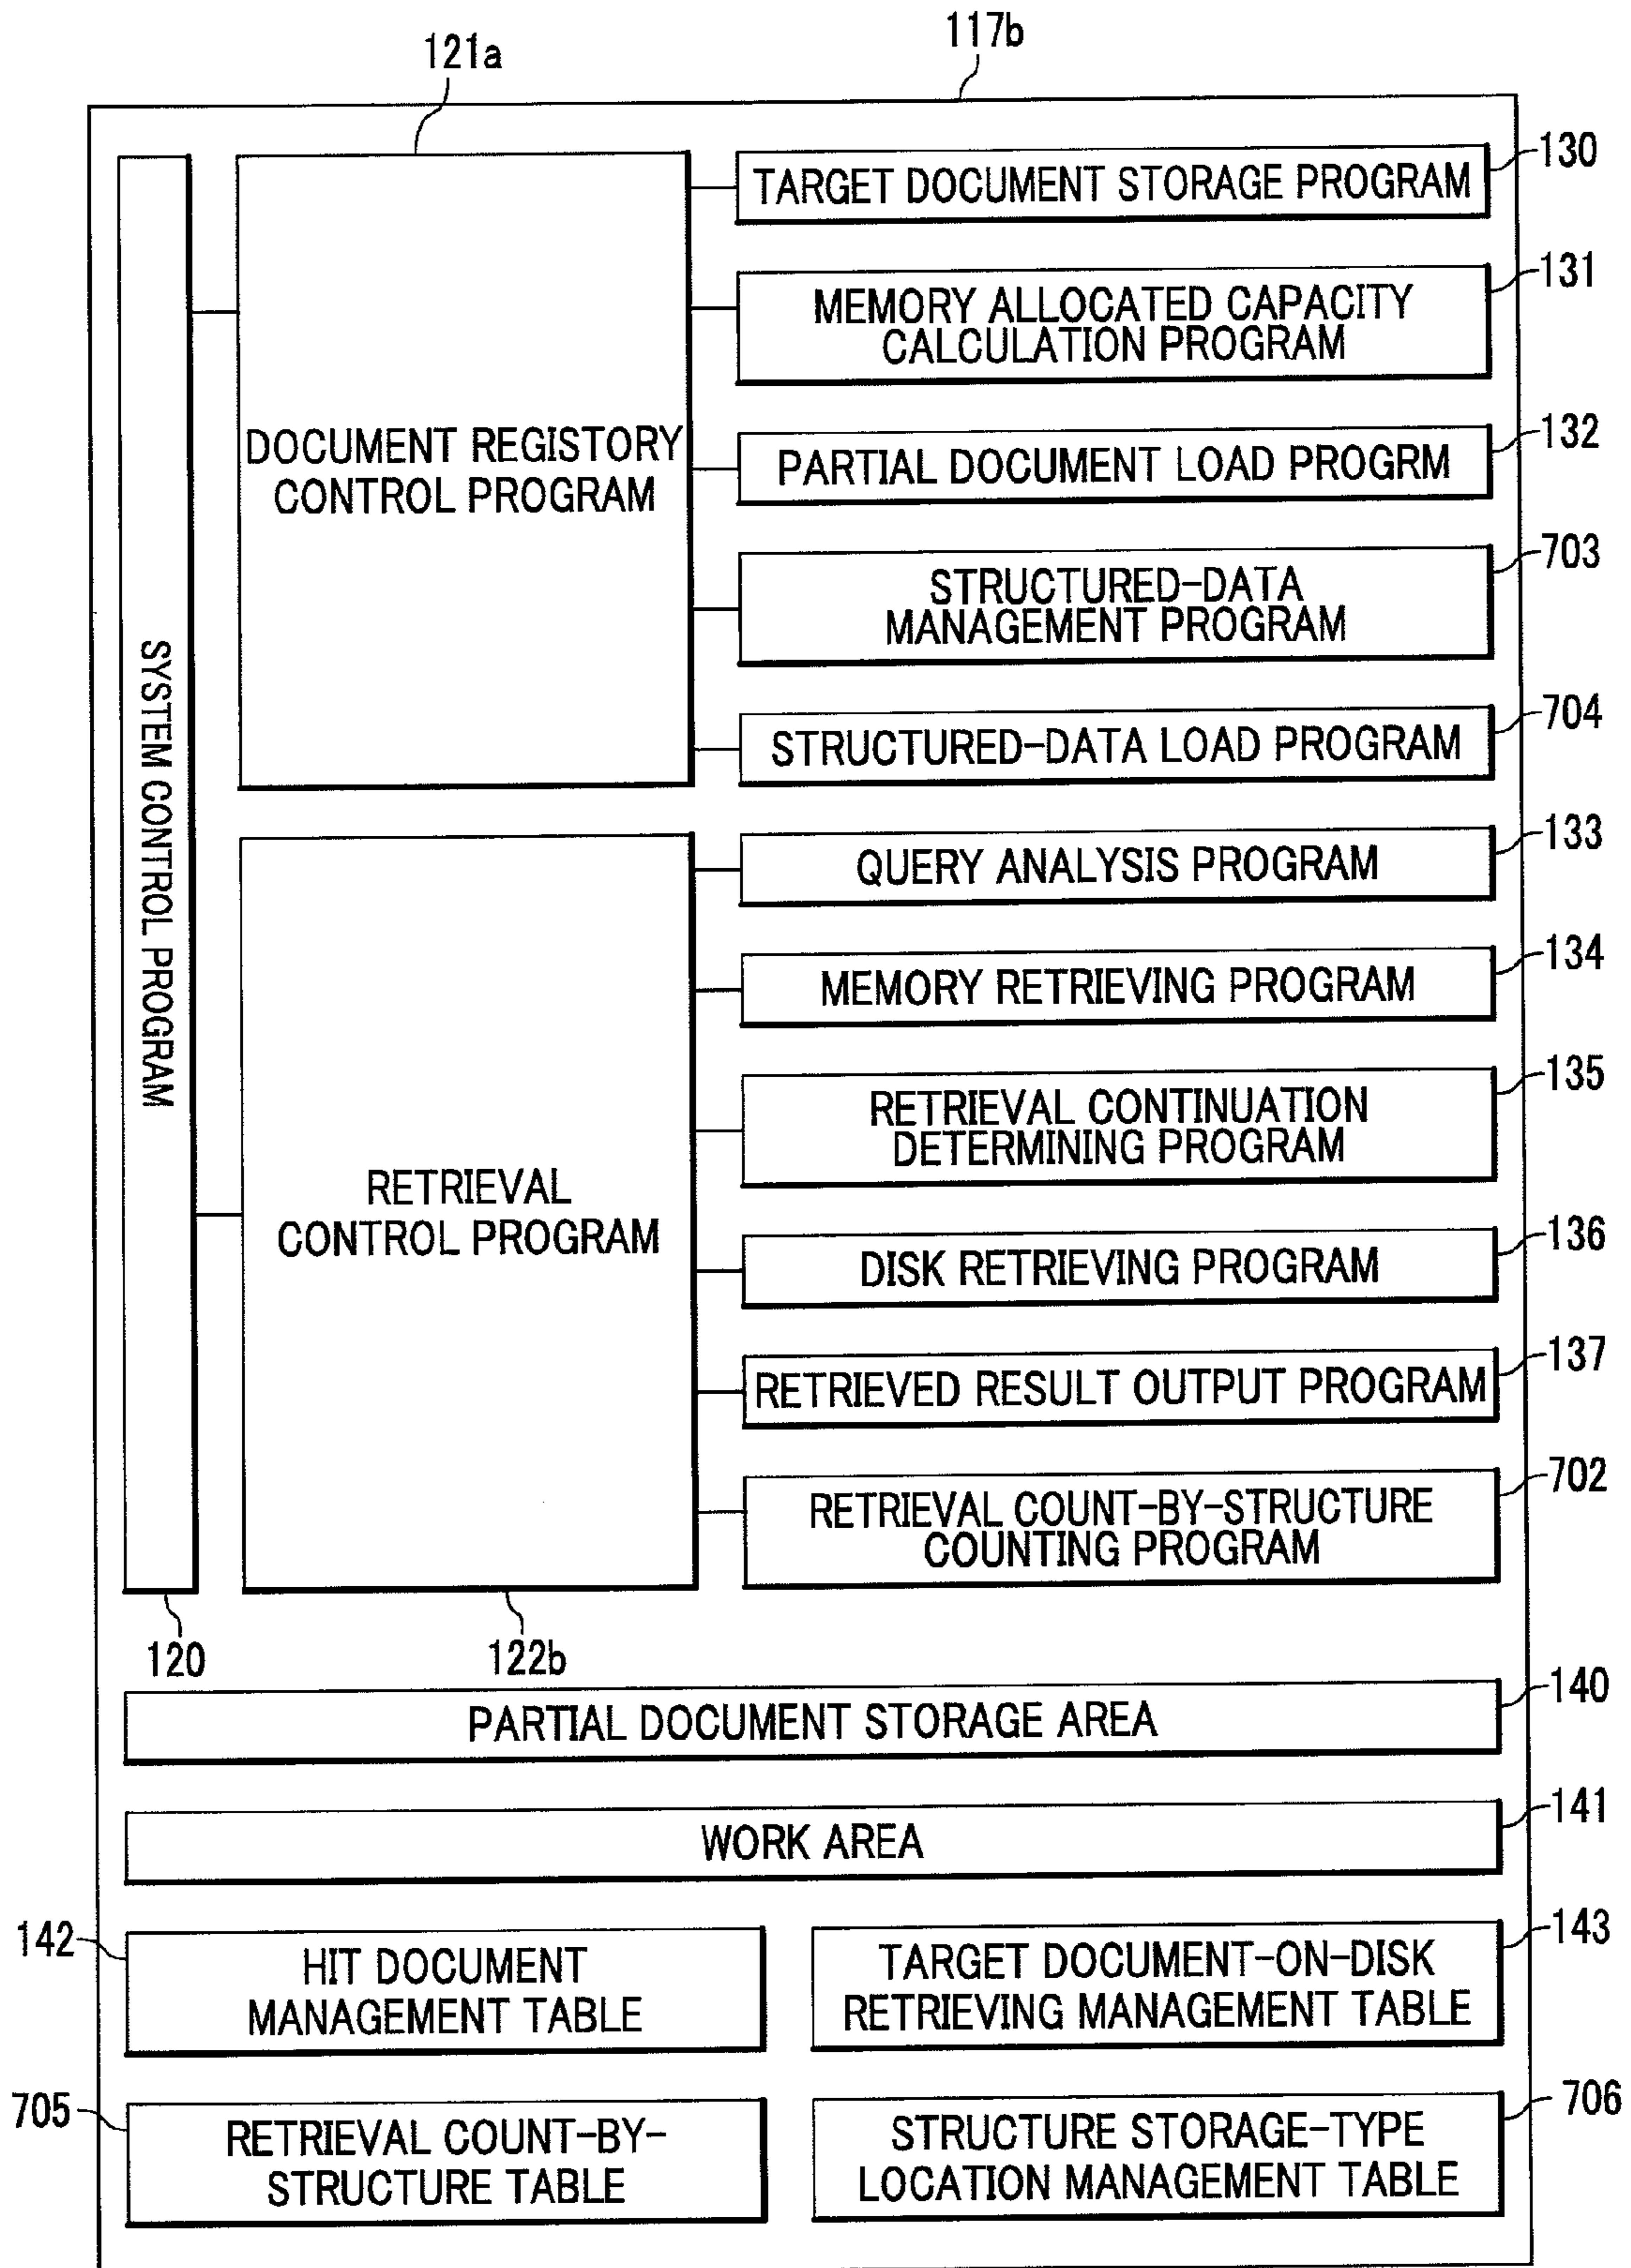 117b
121a
SYSTEM CONTROL PROGRAM
120
DOCUMENT REGISTORY
CONTROL PROGRAM
TARGET DOCUMENT STORAGE PROGRAM
130
MEMORY ALLOCATED CAPACITY
CALCULATION PROGRAM
131
PARTIAL DOCUMENT LOAD PROGRM
132
STRUCTURED-DATA
MANAGEMENT PROGRAM
703
STRUCTURED-DATA LOAD PROGRAM
704
RETRIEVAL
CONTROL PROGRAM
122b
QUERY ANALYSIS PROGRAM
133
MEMORY RETRIEVING PROGRAM
134
RETRIEVAL CONTINUATION
DETERMINING PROGRAM
135
DISK RETRIEVING PROGRAM
136
RETRIEVED RESULT OUTPUT PROGRAM
137
RETRIEVAL COUNT-BY-STRUCTURE
COUNTING PROGRAM
702
PARTIAL DOCUMENT STORAGE AREA
140
WORK AREA
141
142
HIT DOCUMENT
MANAGEMENT TABLE
TARGET DOCUMENT-ON-DISK
RETRIEVING MANAGEMENT TABLE
143
705
RETRIEVAL COUNT-BY-
STRUCTURE TABLE
STRUCTURE STORAGE-TYPE
LOCATION MANAGEMENT TABLE
706